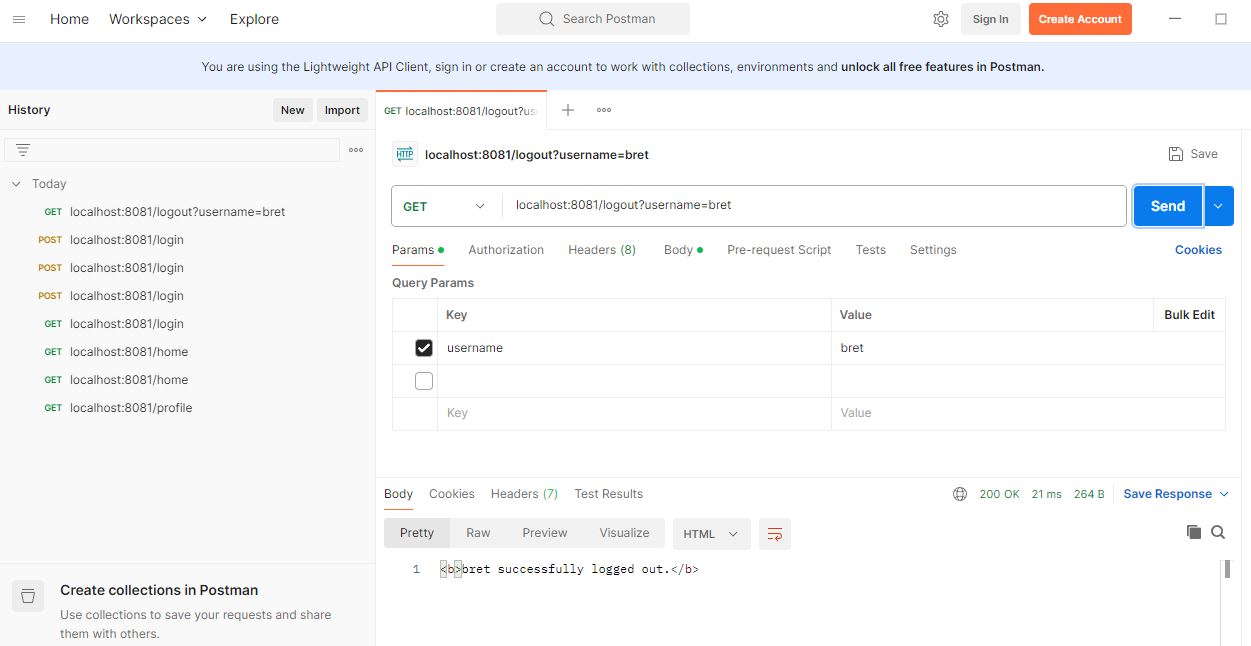 Home Workspaces Explore Search Postman Sign In Create Account
You are using the Lightweight API Client, sign in or create an account to work with collections, environments and unlock all free features in Postman.
History New Import
Today
GET localhost:8081/logout?username=bret
POST localhost:8081/login
POST localhost:8081/login
POST localhost:8081/login
GET localhost:8081/login
GET localhost:8081/home
GET localhost:8081/home
GET localhost:8081/profile
Create collections in Postman
Use collections to save your requests and share
them with others.
GET localhost:8081/logout?us
HTTP localhost:8081/logout?username=bret Save
GET localhost:8081/logout?username=bret Send
Params Authorization Headers (8) Body Pre-request Script Tests Settings Cookies
Query Params
Key Value Bulk Edit
username bret
Key Value
Body Cookies Headers (7) Test Results 200 OK 21 ms 264 B Save Response
Pretty Raw Preview Visualize HTML
1 <b>bret successfully logged out.</b>